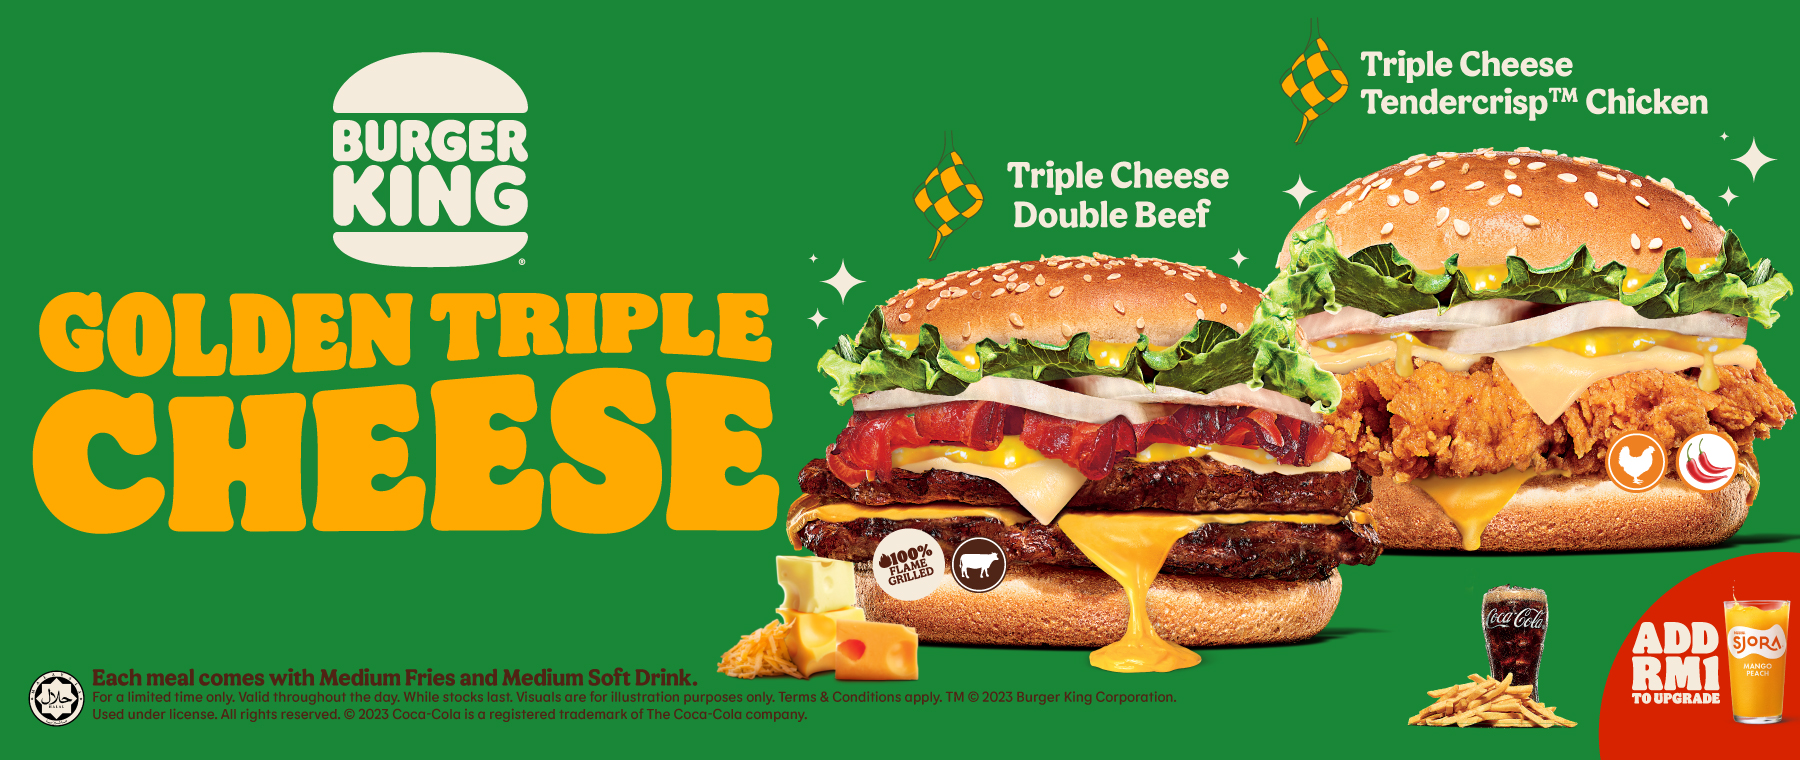 BURGER
KING
®
GOLDEN TRIPLE
CHEESE
Triple Cheese
Double Beef
Triple Cheese
Tendercrisp™ Chicken
100%
FLAME
GRILLED
Coca-Cola
ADD
RM1
TO UPGRADE
SJORA
MANGO
PEACH
حلال
HALAL
Each meal comes with Medium Fries and Medium Soft Drink.
For a limited time only. Valid throughout the day. While stocks last. Visuals are for illustration purposes only. Terms & Conditions apply. TM © 2023 Burger King Corporation.
Used under license. All rights reserved. © 2023 Coca-Cola is a registered trademark of The Coca-Cola company.